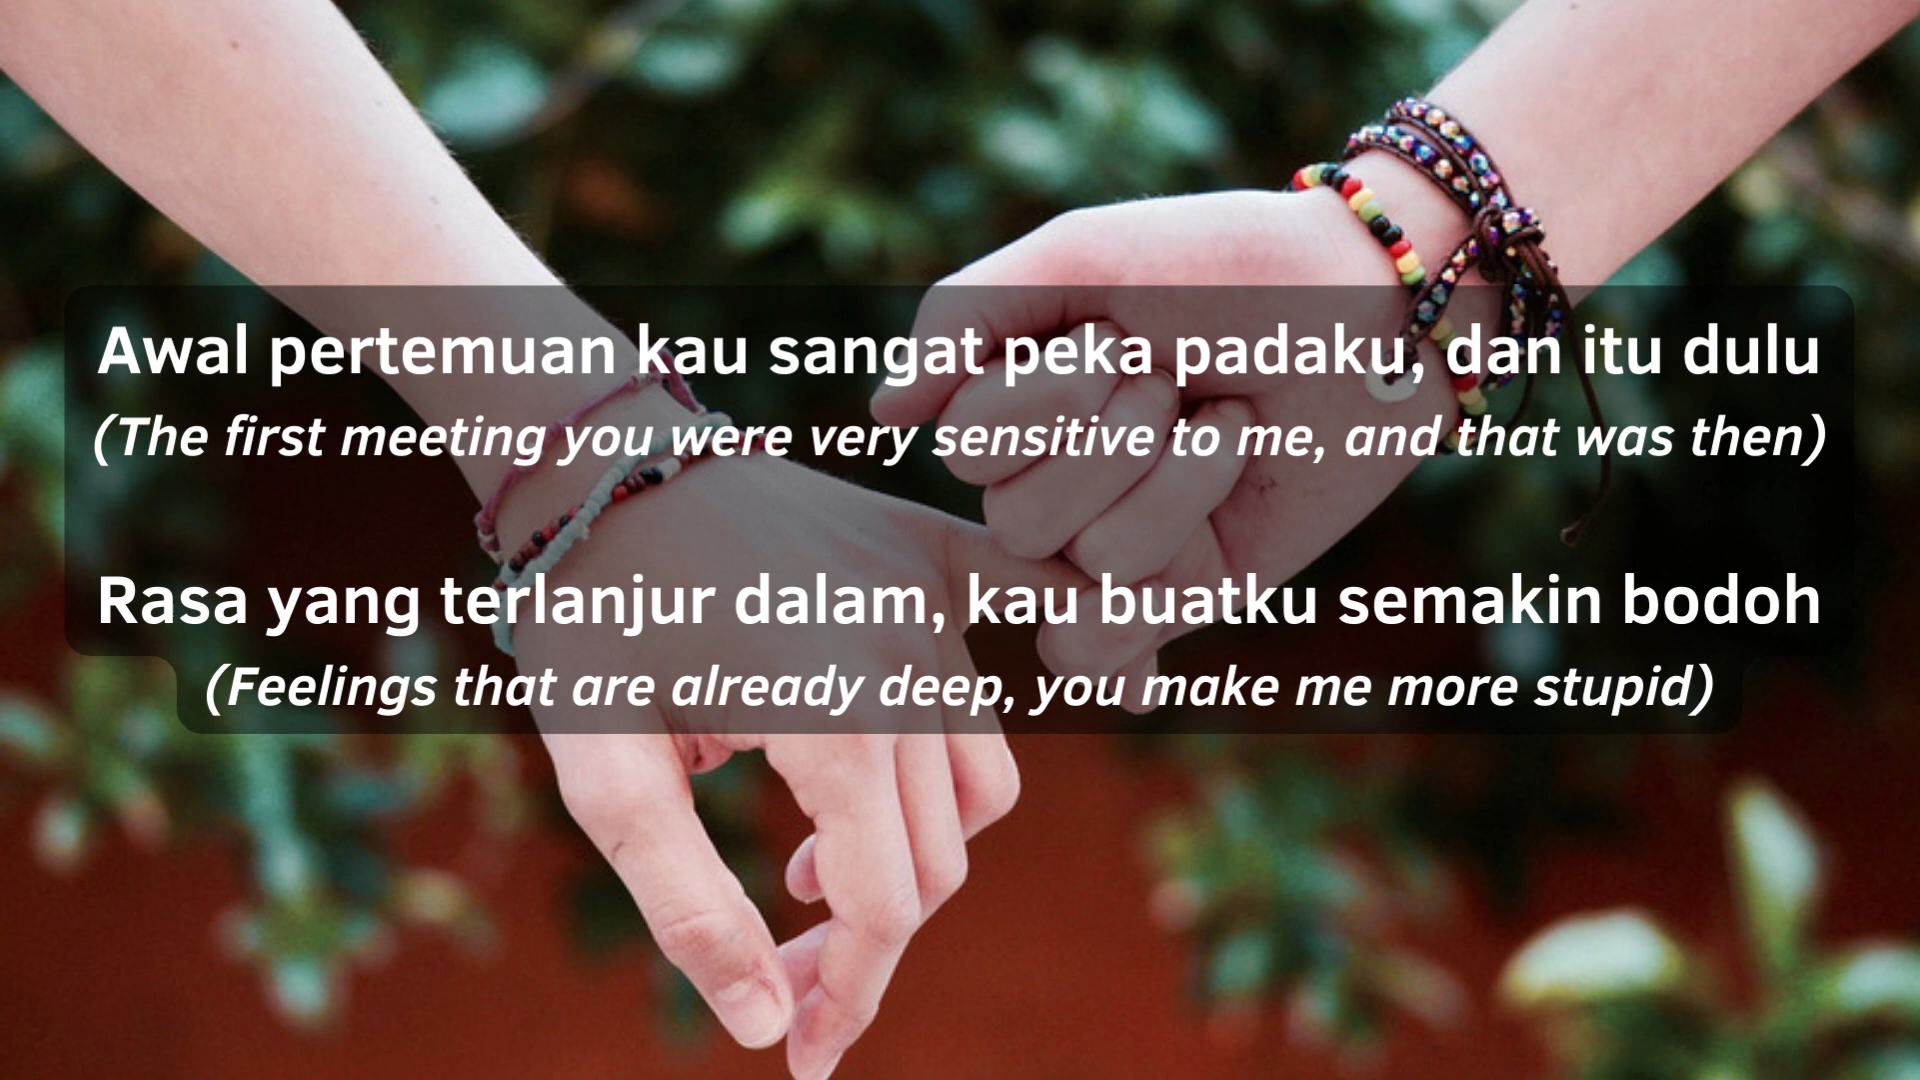 Awal pertemuan kau sangat peka padaku, dan itu dulu
(The first meeting you were very sensitive to me, and that was then)
Rasa yang terlanjur dalam, kau buatku semakin bodoh
(Feelings that are already deep, you make me more stupid)